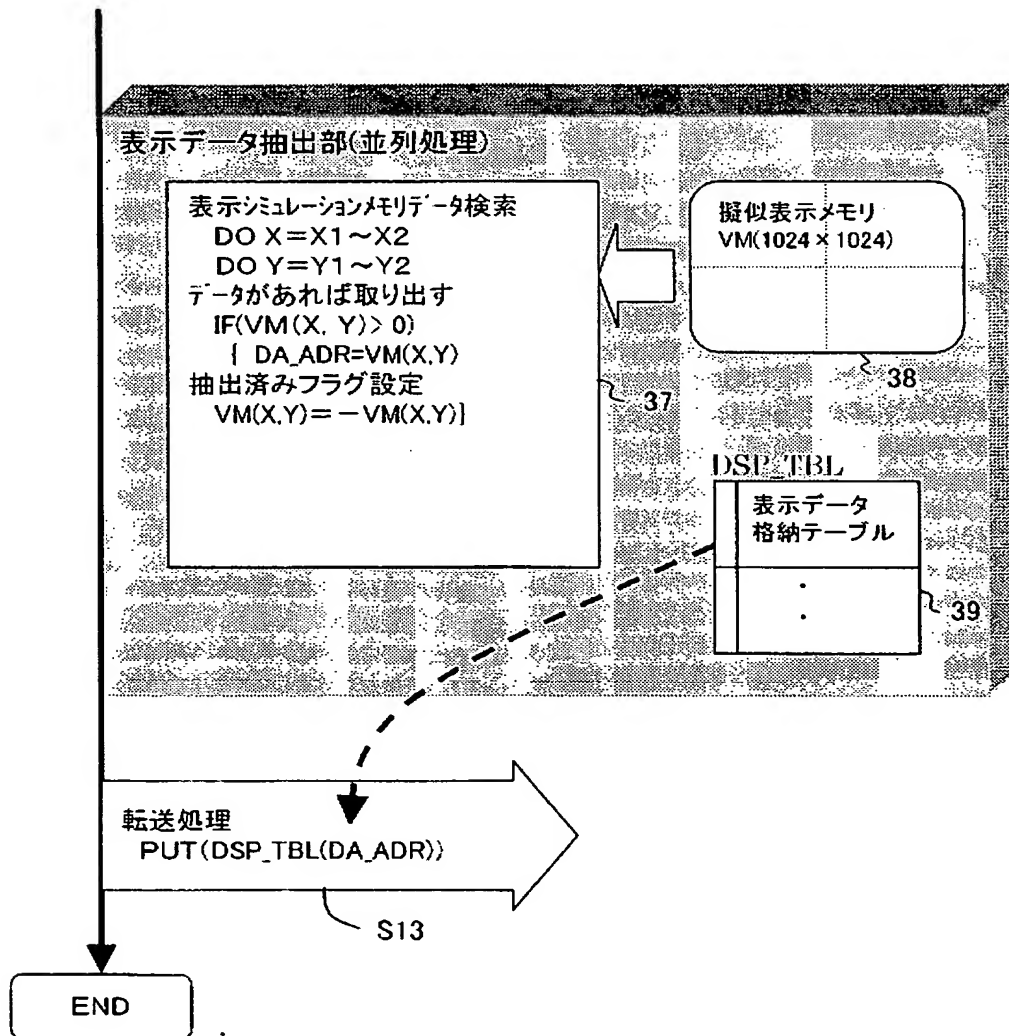 表示データ抽出部(並列処理)
表示シミュレーションメモリデータ検索
DO X=X1～X2
DO Y=Y1～Y2
データがあれば取り出す
IF(VM(X, Y)> 0)
{ DA_ADR=VM(X,Y)
抽出済みフラグ設定
VM(X,Y)=－VM(X,Y)}
37
擬似表示メモリ
VM(1024×1024)
38
DSP_TBL
表示データ
格納テーブル
・
・
39
転送処理
PUT(DSP_TBL(DA_ADR))
S13
END